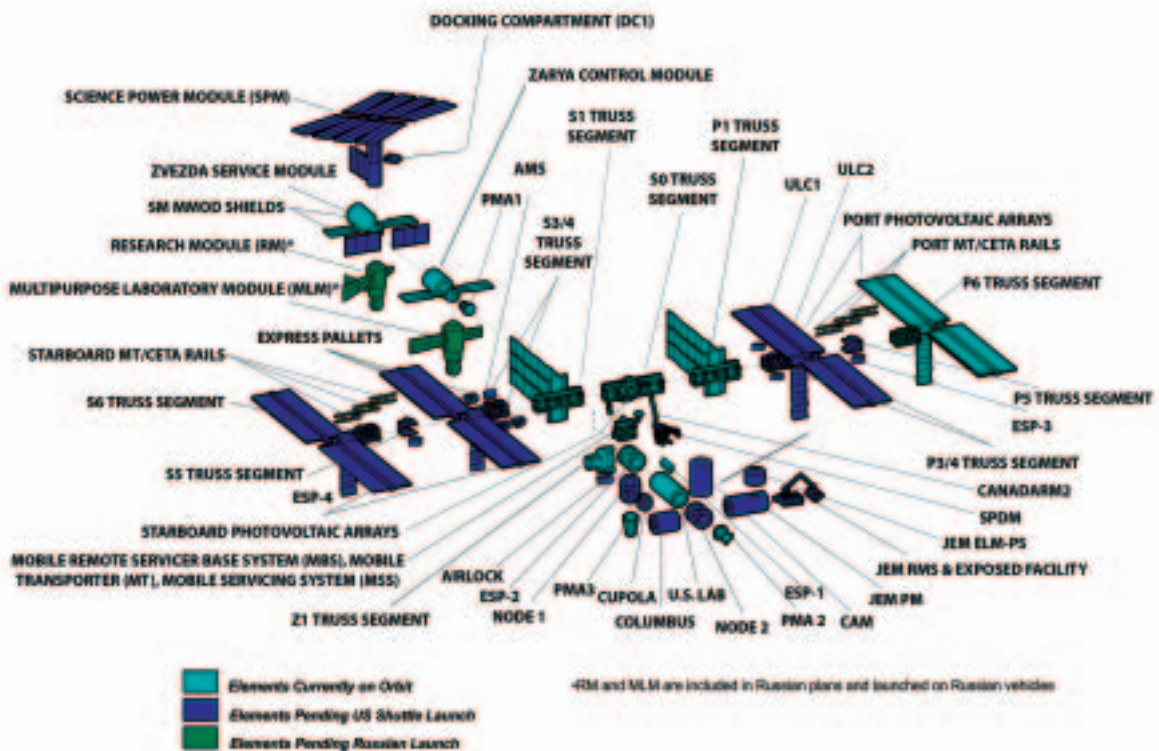 DOCKING COMPARTMENT (DC1)
ZARYA CONTROL MODULE
SCIENCE POWER MODULE (SPM)
S1 TRUSS
SEGMENT
P1 TRUSS
SEGMENT
ZVEZDA SERVICE MODULE
AMS
PMA1
S0 TRUSS
SEGMENT
ULC1
ULC2
SM MMOD SHIELDS
S3/4
TRUSS
SEGMENT
PORT PHOTOVOLTAIC ARRAYS
PORT MT/CETA RAILS
RESEARCH MODULE (RM)*
MULTIPURPOSE LABORATORY MODULE (MLM)*
P6 TRUSS SEGMENT
EXPRESS PALLETS
STARBOARD MT/CETA RAILS
S6 TRUSS SEGMENT
P5 TRUSS SEGMENT
ESP-3
S5 TRUSS SEGMENT
P3/4 TRUSS SEGMENT
ESP-4
CANADARM2
STARBOARD PHOTOVOLTAIC ARRAYS
SPDM
MOBILE REMOTE SERVICER BASE SYSTEM (MBS), MOBILE
TRANSPORTER (MT), MOBILE SERVICING SYSTEM (MSS)
JEM ELM-PS
JEM RMS & EXPOSED FACILITY
AIRLOCK
ESP-2
NODE 1
PMA3
CUPOLA
U.S. LAB
ESP-1
JEM PM
Z1 TRUSS SEGMENT
COLUMBUS
NODE 2
PMA 2
CAM
Elements Currently on Orbit
Elements Pending US Shuttle Launch
Elements Pending Russian Launch
*RM and MLM are included in Russian plans and launched on Russian vehicles